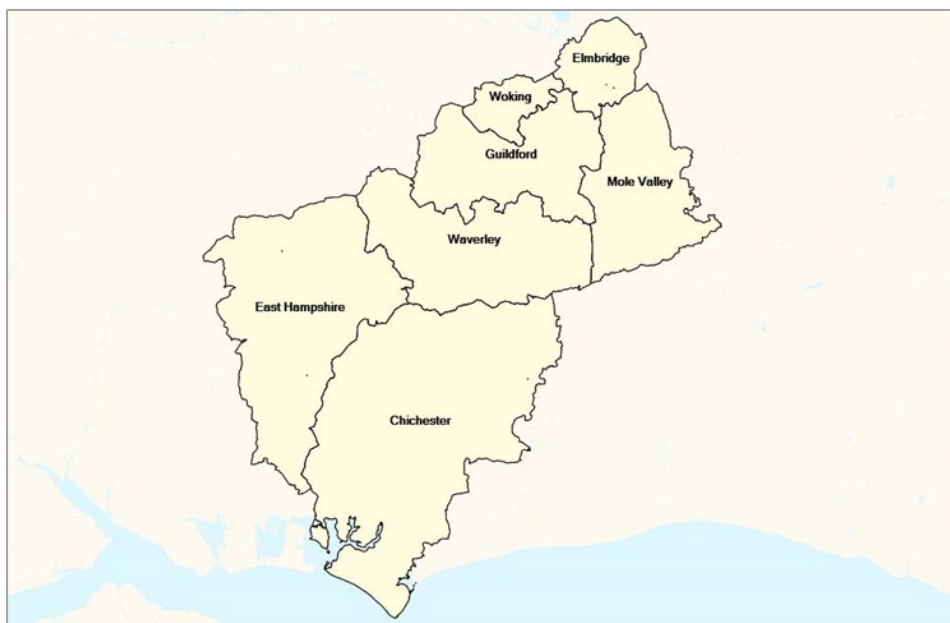 Elmbridge
Woking
Guildford
Mole Valley
Waverley
East Hampshire
Chichester